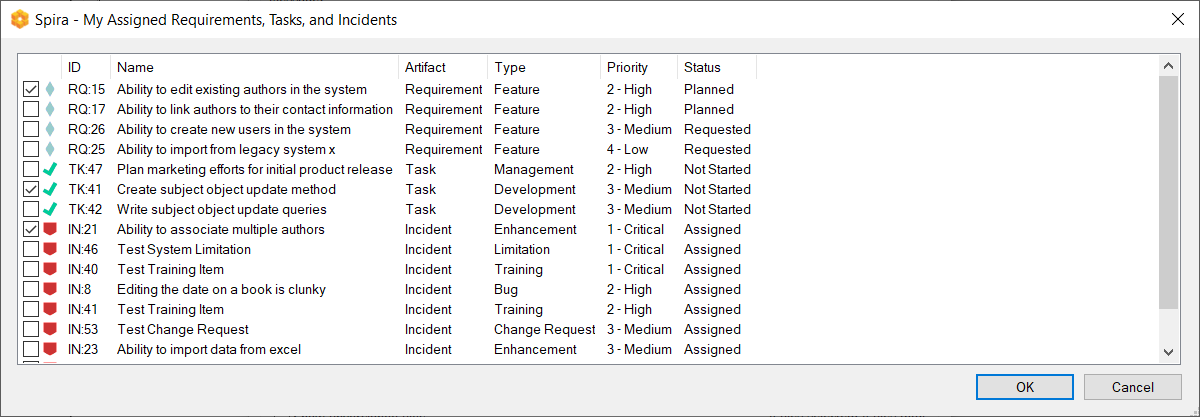 Spira - My Assigned Requirements, Tasks, and Incidents
ID Name Artifact Type Priority Status
RQ:15 Ability to edit existing authors in the system Requirement Feature 2 - High Planned
RQ:17 Ability to link authors to their contact information Requirement Feature 2 - High Planned
RQ:26 Ability to create new users in the system Requirement Feature 3 - Medium Requested
RQ:25 Ability to import from legacy system x Requirement Feature 4 - Low Requested
TK:47 Plan marketing efforts for initial product release Task Management 2 - High Not Started
TK:41 Create subject object update method Task Development 3 - Medium Not Started
TK:42 Write subject object update queries Task Development 3 - Medium Not Started
IN:21 Ability to associate multiple authors Incident Enhancement 1 - Critical Assigned
IN:46 Test System Limitation Incident Limitation 1 - Critical Assigned
IN:40 Test Training Item Incident Training 1 - Critical Assigned
IN:8 Editing the date on a book is clunky Incident Bug 2 - High Assigned
IN:41 Test Training Item Incident Training 2 - High Assigned
IN:53 Test Change Request Incident Change Request 3 - Medium Assigned
IN:23 Ability to import data from excel Incident Enhancement 3 - Medium Assigned
OK Cancel